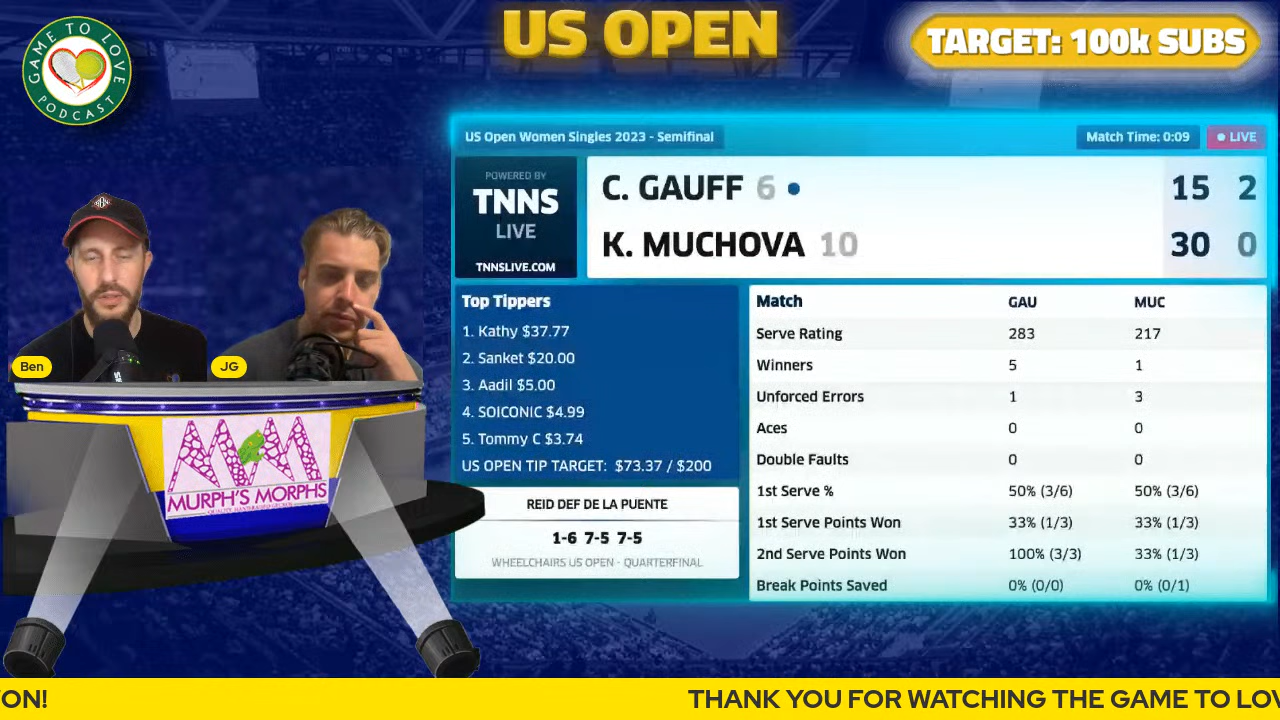 GAME TO LOVE
PODCAST
US OPEN
TARGET: 100k SUBS
US Open Women Singles 2023 - Semifinal
Match Time: 0:09
LIVE
POWERED BY
TNNS
LIVE
TNNSLIVE.COM
C. GAUFF 6 15 2
K. MUCHOVA 10 30 0
Top Tippers
1. Kathy $37.77
2. Sanket $20.00
3. Aadil $5.00
4. SOICONIC $4.99
5. Tommy C $3.74
US OPEN TIP TARGET: $73.37 / $200
REID DEF DE LA PUENTE
1-6 7-5 7-5
WHEELCHAIRS US OPEN - QUARTERFINAL
Match GAU MUC
Serve Rating 283 217
Winners 5 1
Unforced Errors 1 3
Aces 0 0
Double Faults 0 0
1st Serve % 50% (3/6) 50% (3/6)
1st Serve Points Won 33% (1/3) 33% (1/3)
2nd Serve Points Won 100% (3/3) 33% (1/3)
Break Points Saved 0% (0/0) 0% (0/1)
Ben
JG
MM
MURPH'S MORPHS
ON! THANK YOU FOR WATCHING THE GAME TO LOV